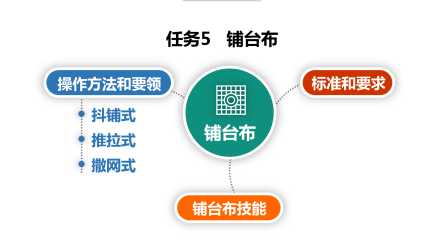 任务5 铺台布
操作方法和要领
抖铺式
推拉式
撒网式
铺台布
标准和要求
铺台布技能